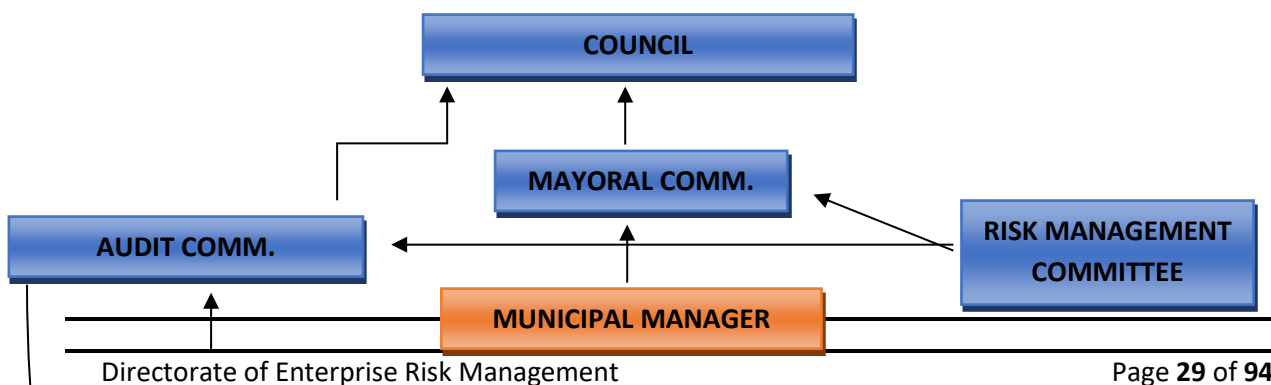 COUNCIL
MAYORAL COMM.
AUDIT COMM.
RISK MANAGEMENT
COMMITTEE
MUNICIPAL MANAGER
Directorate of Enterprise Risk Management
Page 29 of 94